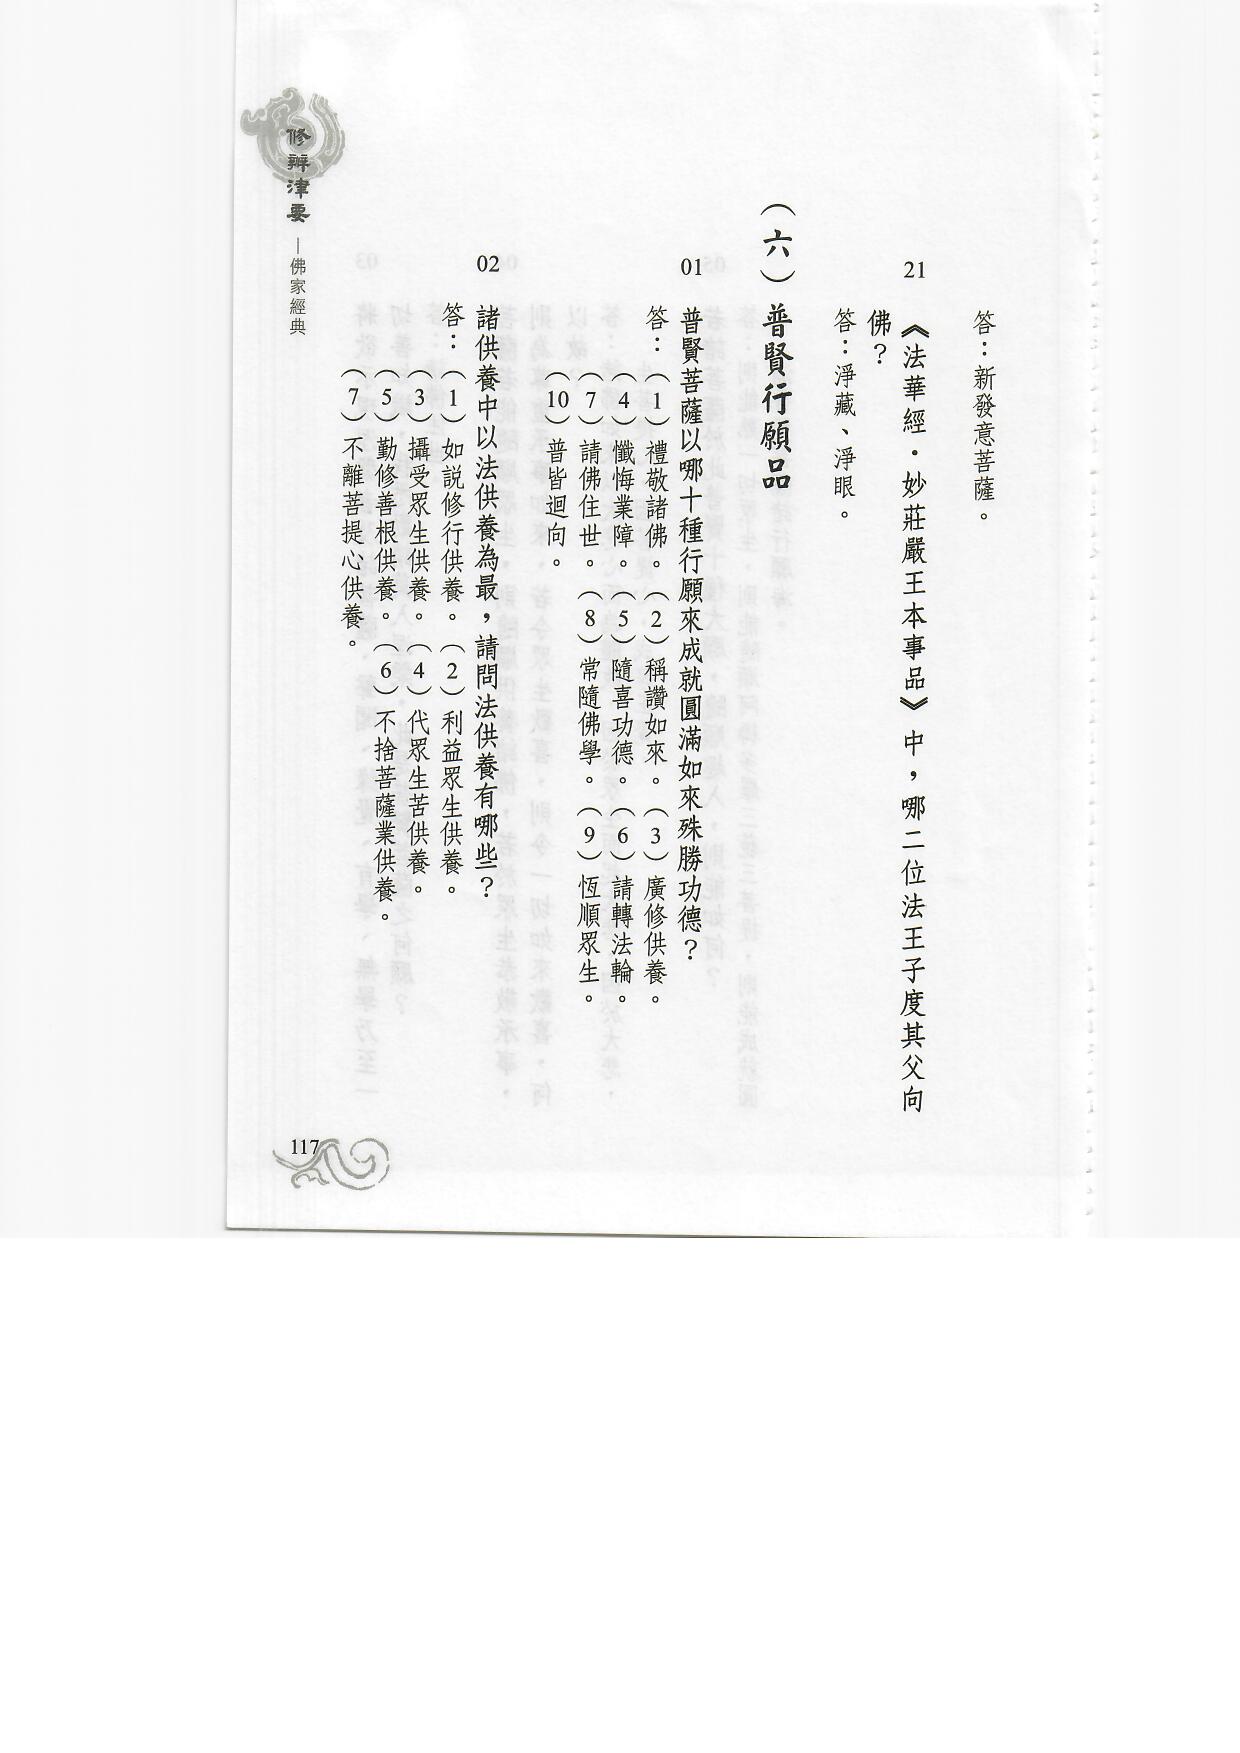 答：新發意菩薩。
21 《法華經·妙莊嚴王本事品》中，哪二位法王子度其父向
佛？
答：淨藏、淨眼。
（六）普賢行願品
01 普賢菩薩以哪十種行願來成就圓滿如來殊勝功德？
答：（1）禮敬諸佛。（2）稱讚如來。（3）廣修供養。
（4）懺悔業障。（5）隨喜功德。（6）請轉法輪。
（7）請佛住世。（8）常隨佛學。（9）恆順眾生。
（10）普皆迴向。
02 諸供養中以法供養為最，請問法供養有哪些？
答：（1）如說修行供養。（2）利益眾生供養。
（3）攝受眾生供養。（4）代眾生苦供養。
（5）勤修善根供養。（6）不捨菩薩業供養。
（7）不離菩提心供養。
修辦津要—佛家經典
117